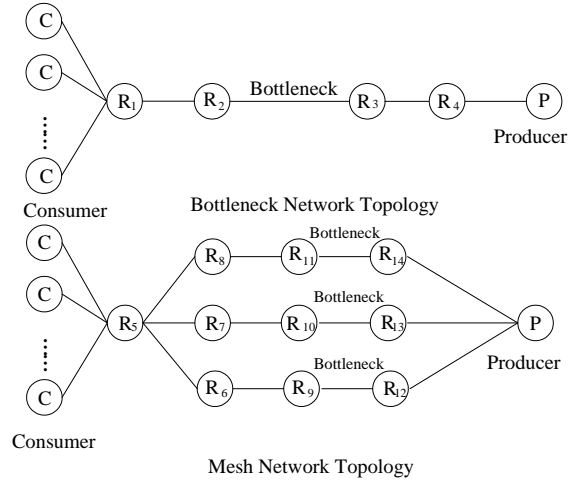 C
C
Bottleneck
R1 R2 R3 R4 P
Producer
C
Consumer
Bottleneck Network Topology
C
Bottleneck
R8 R11 R14
C
Bottleneck
R5 R7 R10 R13 P
Producer
Bottleneck
R6 R9 R12
C
Consumer
Mesh Network Topology